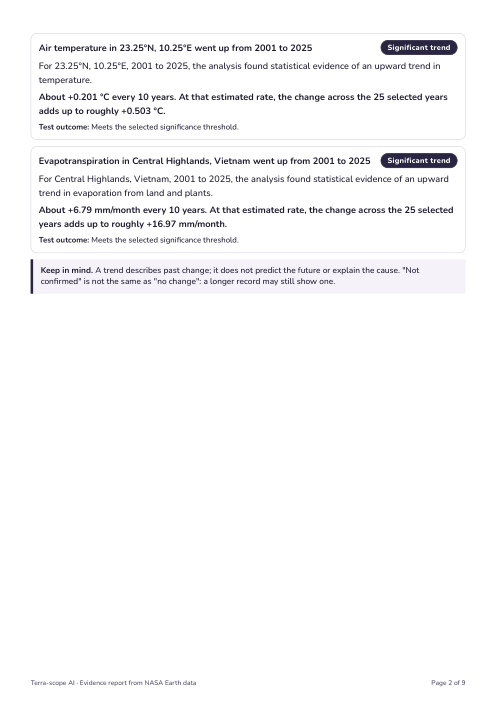 Air temperature in 23.25°N, 10.25°E went up from 2001 to 2025
Significant trend
For 23.25°N, 10.25°E, 2001 to 2025, the analysis found statistical evidence of an upward trend in
temperature.
About +0.201 °C every 10 years. At that estimated rate, the change across the 25 selected years
adds up to roughly +0.503 °C.
Test outcome: Meets the selected significance threshold.
Evapotranspiration in Central Highlands, Vietnam went up from 2001 to 2025
Significant trend
For Central Highlands, Vietnam, 2001 to 2025, the analysis found statistical evidence of an upward
trend in evaporation from land and plants.
About +6.79 mm/month every 10 years. At that estimated rate, the change across the 25 selected
years adds up to roughly +16.97 mm/month.
Test outcome: Meets the selected significance threshold.
Keep in mind. A trend describes past change; it does not predict the future or explain the cause. "Not
confirmed" is not the same as "no change": a longer record may still show one.
Terra-scope AI · Evidence report from NASA Earth data
Page 2 of 9